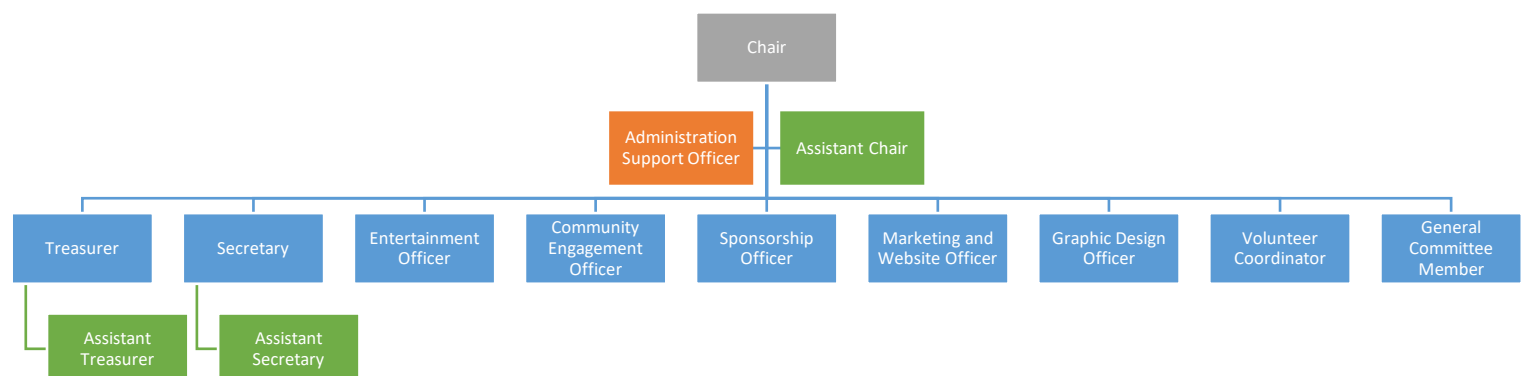 Chair
Administration
Support Officer
Assistant Chair
Treasurer
Secretary
Entertainment
Officer
Community
Engagement
Officer
Sponsorship
Officer
Marketing and
Website Officer
Graphic Design
Officer
Volunteer
Coordinator
General
Committee
Member
Assistant
Treasurer
Assistant
Secretary